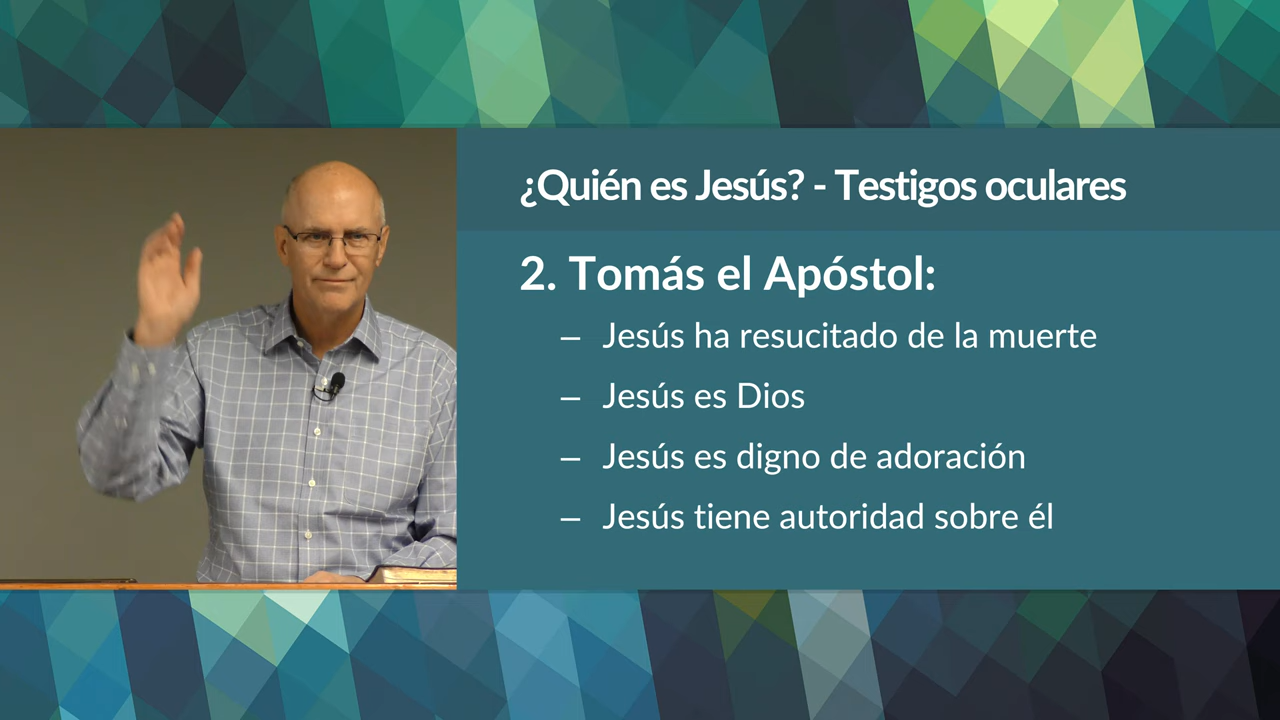 ¿Quién es Jesús? - Testigos oculares
2. Tomás el Apóstol:
– Jesús ha resucitado de la muerte
– Jesús es Dios
– Jesús es digno de adoración
– Jesús tiene autoridad sobre él